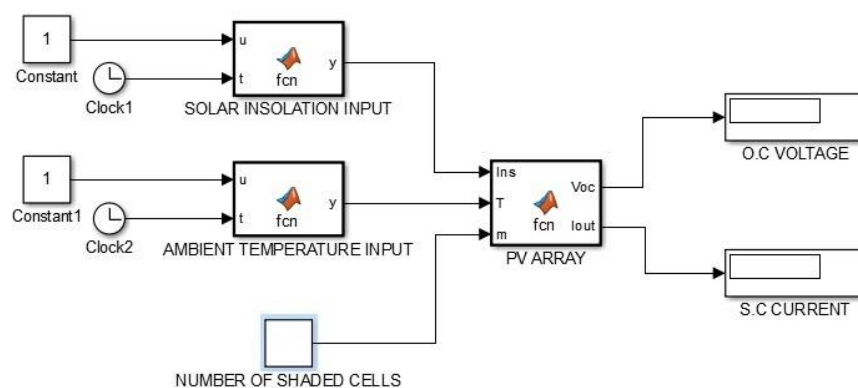 1
Constant
Clock1
u
t
y
fcn
SOLAR INSOLATION INPUT
1
Constant1
Clock2
u
t
y
fcn
AMBIENT TEMPERATURE INPUT
NUMBER OF SHADED CELLS
Ins
T
m
Voc
Iout
fcn
PV ARRAY
O.C VOLTAGE
S.C CURRENT